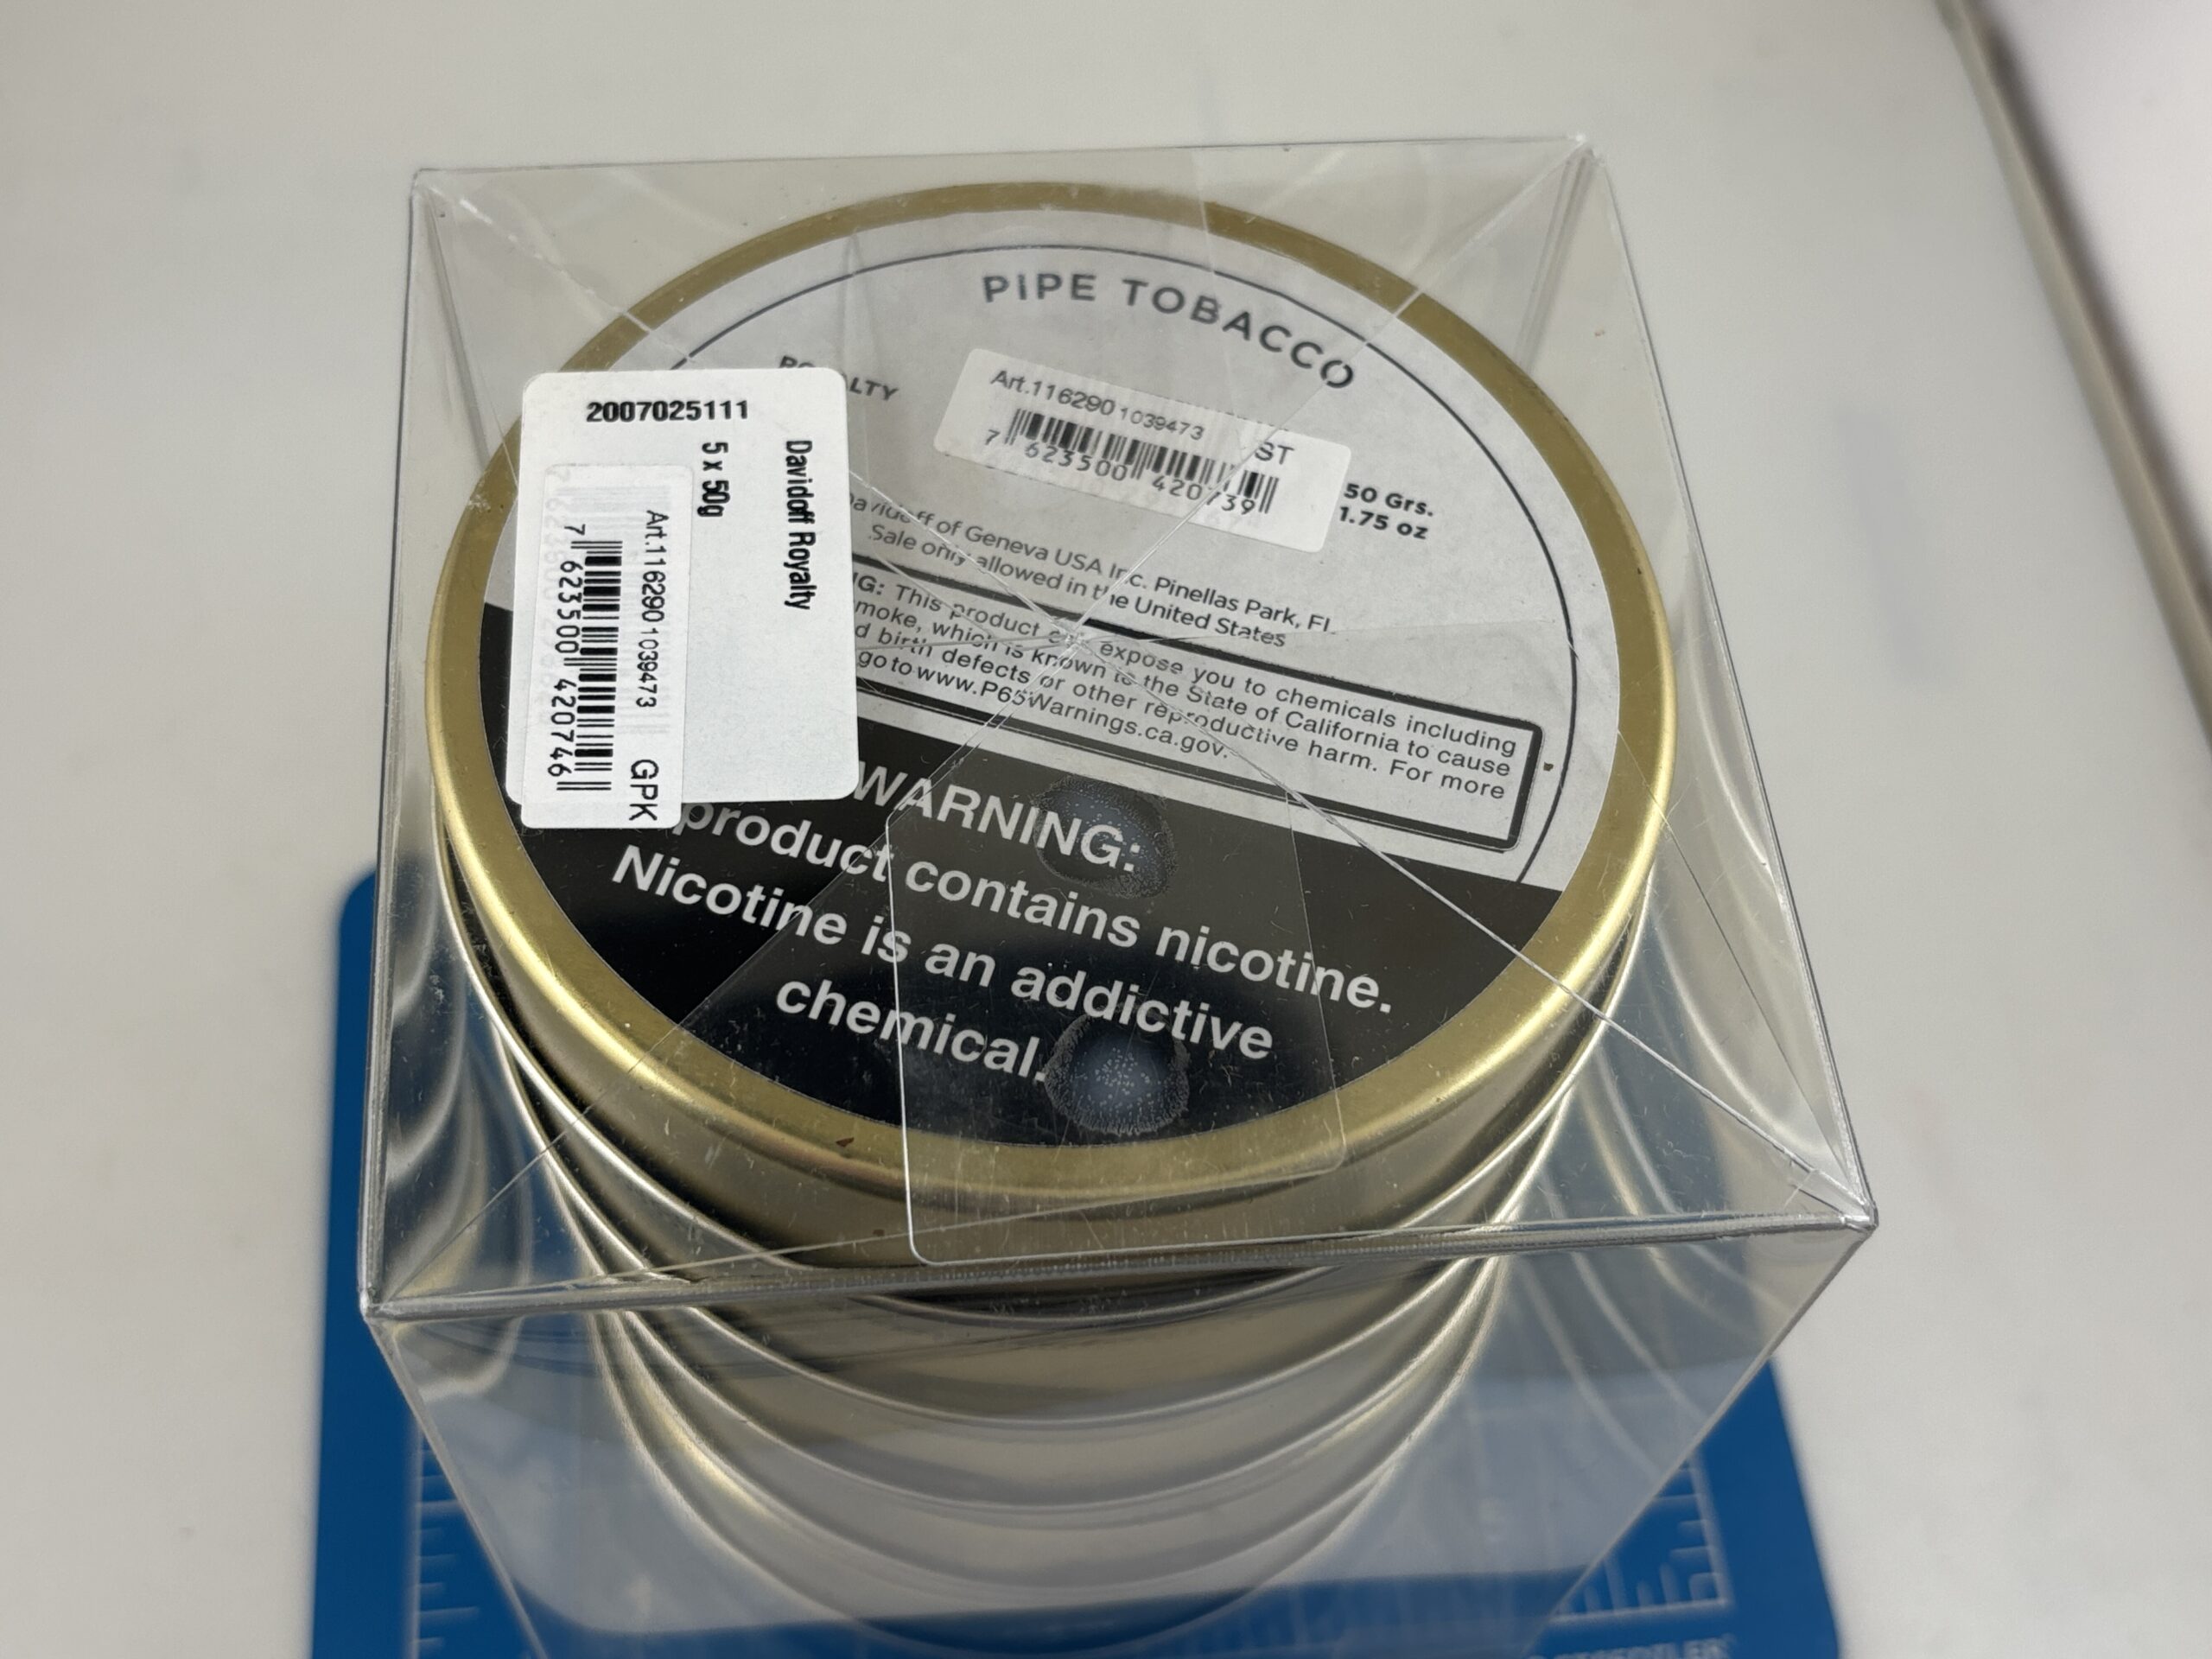 PIPE TOBACCO
Art.116290 1039473 ST
7 623500 420739
50 Grs.
1.75 oz
Davidoff of Geneva USA Inc. Pinellas Park, FL
Sale only allowed in the United States
This product can expose you to chemicals including
which is known to the State of California to cause
birth defects or other reproductive harm. For more
go to www.P65Warnings.ca.gov.
WARNING:
product contains nicotine.
Nicotine is an addictive
chemical.
2007025111
Davidoff Royalty
5 x 50g
Art.116290 1039473 GPK
7 623500 420746